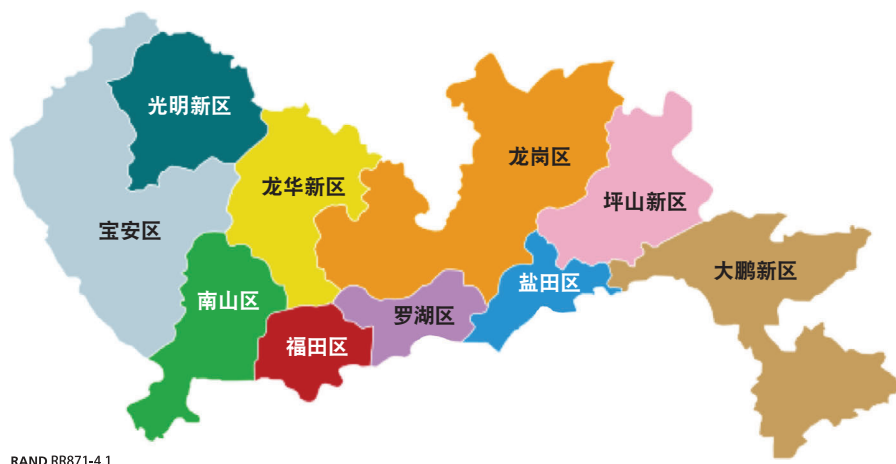 光明新区
龙岗区
龙华新区
坪山新区
宝安区
大鹏新区
盐田区
南山区
罗湖区
福田区
RAND RR871-4.1